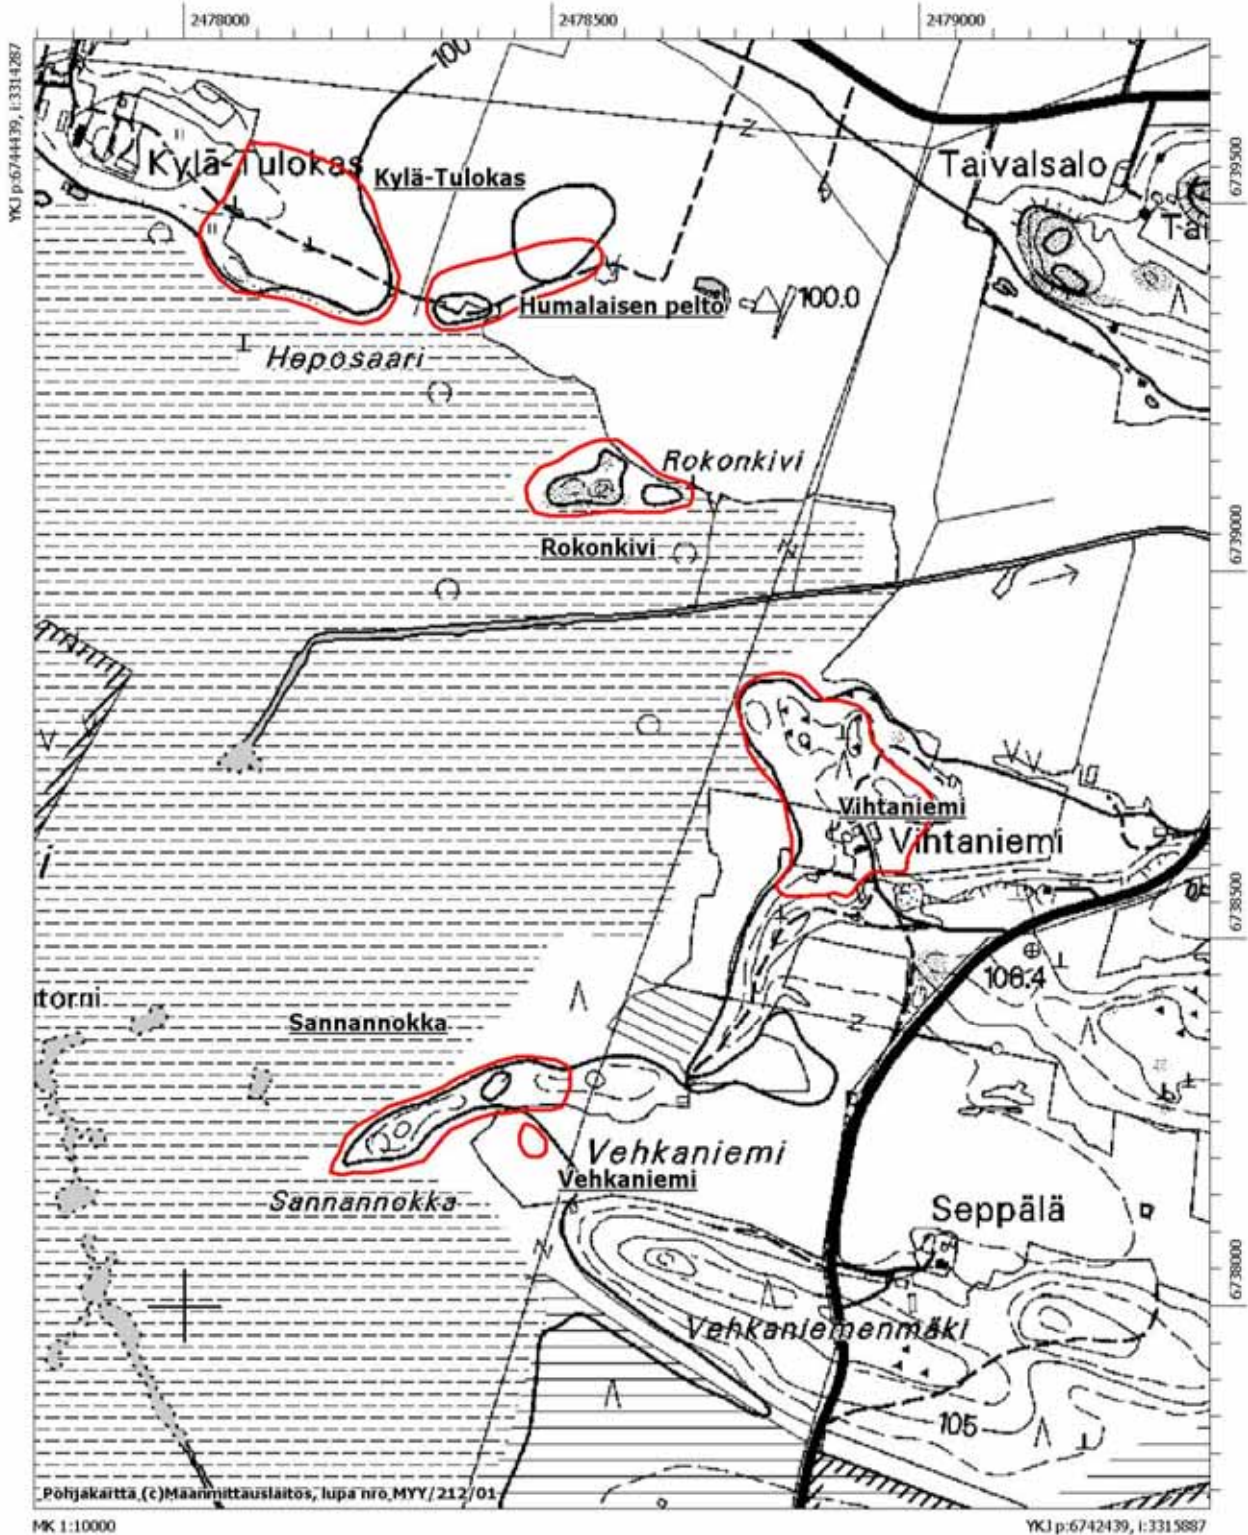 2478000
2478500
2479000
YKJ p:6744439, i:3314287
100
Kylä-Tulokas
Kylä-Tulokas
Taivalsalo
Tai
6739500
Humalaisen pelto
100.0
Heposaari
Rokonkivi
Rokonkivi
6739000
Vihtaniemi
Vihtaniemi
i
6738500
106.4
torni
Sannannokka
Vehkaniemi
Vehkaniemi
Sannannokka
Seppälä
6738000
Vehkaniemenmäki
105
Pohjakartta (c)Maanmittauslaitos, lupa nro MYY/212/01
MK 1:10000
YKJ p:6742439, i:3315887